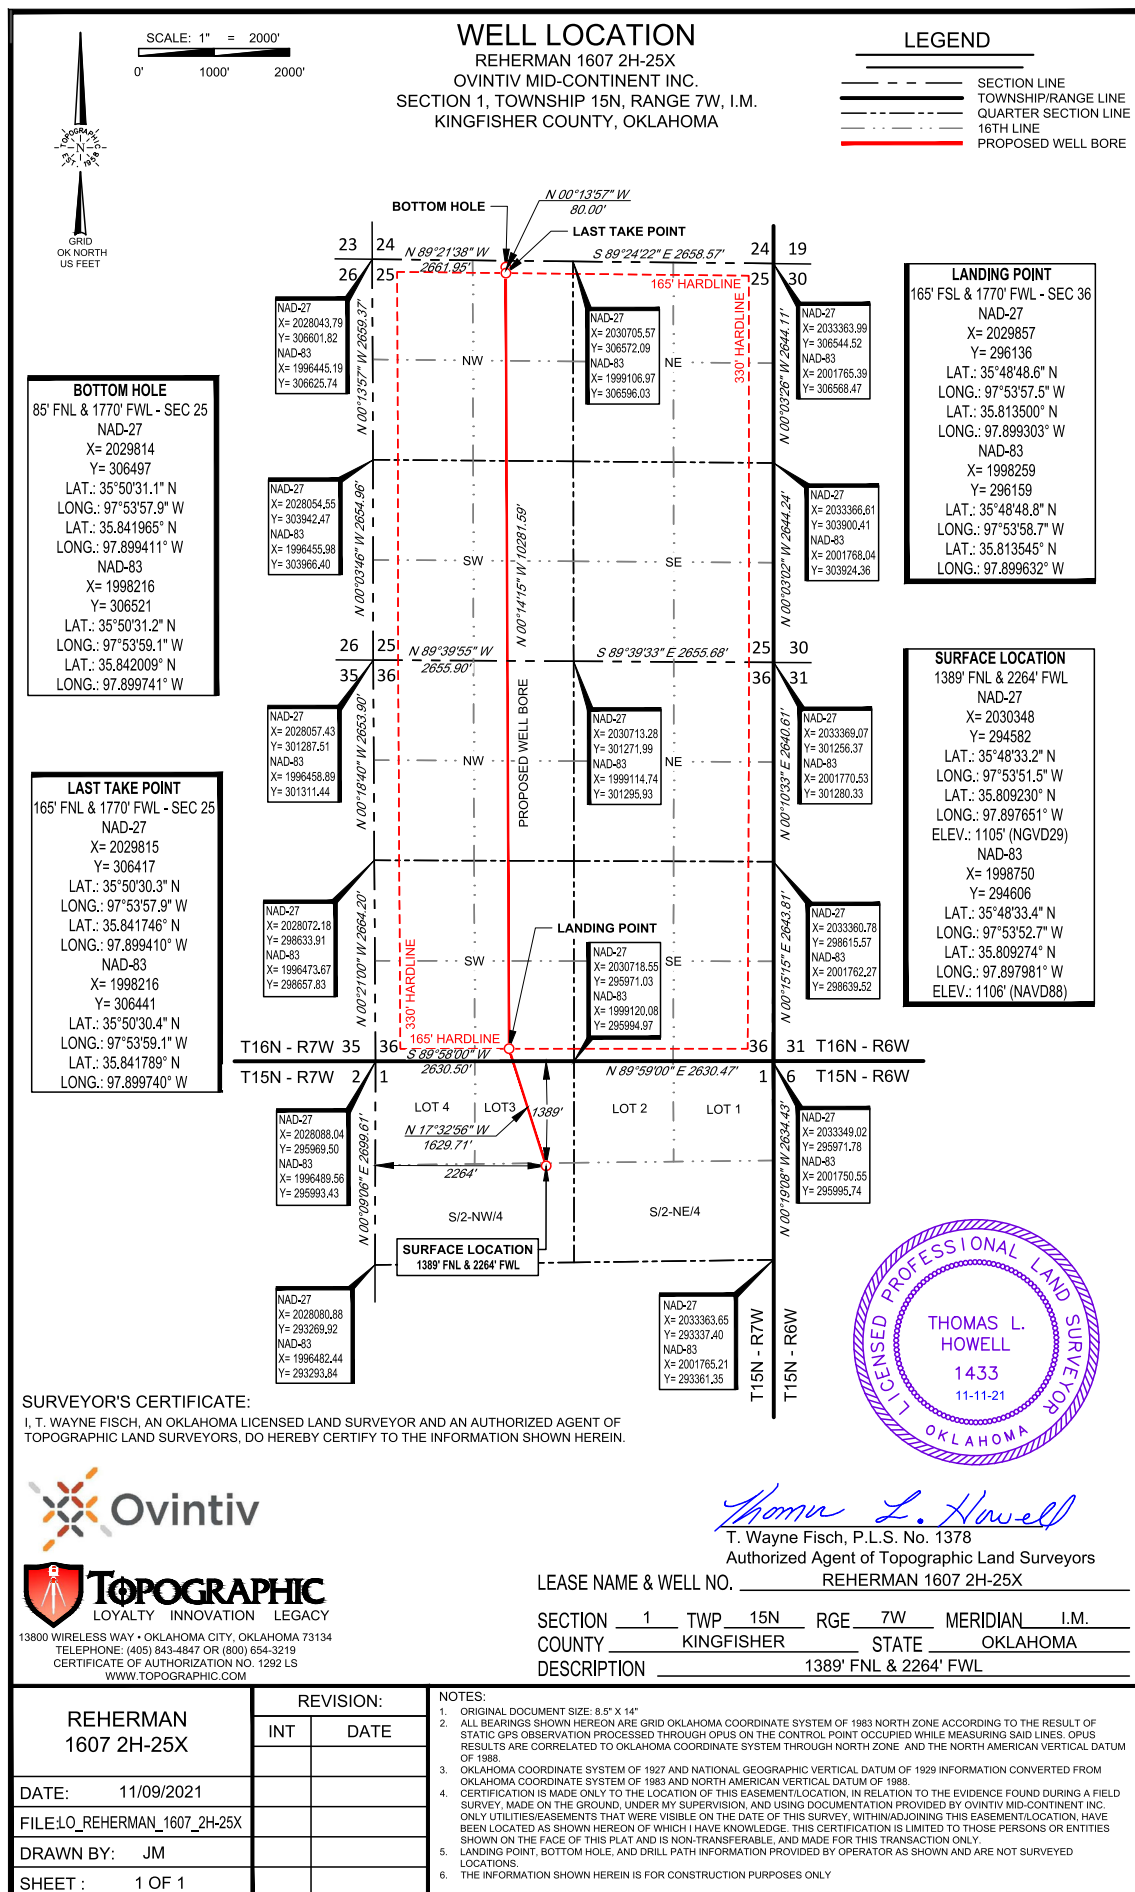 SCALE: 1" = 2000'
0' 1000' 2000'
TOPOGRAPHIC
N
EST. 1958
GRID
OK NORTH
US FEET
WELL LOCATION
REHERMAN 1607 2H-25X
OVINTIV MID-CONTINENT INC.
SECTION 1, TOWNSHIP 15N, RANGE 7W, I.M.
KINGFISHER COUNTY, OKLAHOMA
LEGEND
SECTION LINE
TOWNSHIP/RANGE LINE
QUARTER SECTION LINE
16TH LINE
PROPOSED WELL BORE
N 00°13'57" W
80.00'
BOTTOM HOLE
LAST TAKE POINT
23 24
26 25
N 89°21'38" W
2661.95'
S 89°24'22" E 2658.57'
24 19
25 30
165' HARDLINE
330' HARDLINE
NAD-27
X= 2028043.79
Y= 306601.82
NAD-83
X= 1996445.19
Y= 306625.74
NAD-27
X= 2030705.57
Y= 306572.09
NAD-83
X= 1999106.97
Y= 306596.03
NAD-27
X= 2033363.99
Y= 306544.52
NAD-83
X= 2001765.39
Y= 306568.47
N 00°13'57" W 2659.37'
N 00°03'26" W 2644.11'
NW
NE
BOTTOM HOLE
85' FNL & 1770' FWL - SEC 25
NAD-27
X= 2029814
Y= 306497
LAT.: 35°50'31.1" N
LONG.: 97°53'57.9" W
LAT.: 35.841965° N
LONG.: 97.899411° W
NAD-83
X= 1998216
Y= 306521
LAT.: 35°50'31.2" N
LONG.: 97°53'59.1" W
LAT.: 35.842009° N
LONG.: 97.899741° W
LANDING POINT
165' FSL & 1770' FWL - SEC 36
NAD-27
X= 2029857
Y= 296136
LAT.: 35°48'48.6" N
LONG.: 97°53'57.5" W
LAT.: 35.813500° N
LONG.: 97.899303° W
NAD-83
X= 1998259
Y= 296159
LAT.: 35°48'48.8" N
LONG.: 97°53'58.7" W
LAT.: 35.813545° N
LONG.: 97.899632° W
NAD-27
X= 2028054.55
Y= 303942.47
NAD-83
X= 1996455.98
Y= 303966.40
NAD-27
X= 2033366.61
Y= 303900.41
NAD-83
X= 2001768.04
Y= 303924.36
N 00°03'46" W 2654.96'
N 00°14'15" W 10281.59'
N 00°03'02" W 2644.24'
SW
SE
26 25
35 36
N 89°39'55" W
2655.90'
S 89°39'33" E 2655.68'
25 30
36 31
NAD-27
X= 2028057.43
Y= 301287.51
NAD-83
X= 1996458.89
Y= 301311.44
NAD-27
X= 2030713.28
Y= 301271.99
NAD-83
X= 1999114.74
Y= 301295.93
NAD-27
X= 2033369.07
Y= 301256.37
NAD-83
X= 2001770.53
Y= 301280.33
N 00°18'40" W 2653.90'
PROPOSED WELL BORE
N 00°10'33" E 2640.61'
NW
NE
LAST TAKE POINT
165' FNL & 1770' FWL - SEC 25
NAD-27
X= 2029815
Y= 306417
LAT.: 35°50'30.3" N
LONG.: 97°53'57.9" W
LAT.: 35.841746° N
LONG.: 97.899410° W
NAD-83
X= 1998216
Y= 306441
LAT.: 35°50'30.4" N
LONG.: 97°53'59.1" W
LAT.: 35.841789° N
LONG.: 97.899740° W
SURFACE LOCATION
1389' FNL & 2264' FWL
NAD-27
X= 2030348
Y= 294582
LAT.: 35°48'33.2" N
LONG.: 97°53'51.5" W
LAT.: 35.809230° N
LONG.: 97.897651° W
ELEV.: 1105' (NGVD29)
NAD-83
X= 1998750
Y= 294606
LAT.: 35°48'33.4" N
LONG.: 97°53'52.7" W
LAT.: 35.809274° N
LONG.: 97.897981° W
ELEV.: 1106' (NAVD88)
NAD-27
X= 2028072.18
Y= 298633.91
NAD-83
X= 1996473.67
Y= 298657.83
NAD-27
X= 2033360.78
Y= 298615.57
NAD-83
X= 2001762.27
Y= 298639.52
LANDING POINT
NAD-27
X= 2030718.55
Y= 295971.03
NAD-83
X= 1999120.08
Y= 295994.97
N 00°21'00" W 2664.20'
N 00°15'15" E 2643.81'
SW
SE
330' HARDLINE
165' HARDLINE
T16N - R7W 35 36
36 31 T16N - R6W
S 89°58'00" W
2630.50'
N 89°59'00" E 2630.47'
T15N - R7W 2 1
1 6 T15N - R6W
LOT 4 LOT3 LOT 2 LOT 1
1389'
N 17°32'56" W
1629.71'
2264'
NAD-27
X= 2028088.04
Y= 295969.50
NAD-83
X= 1996489.56
Y= 295993.43
NAD-27
X= 2033349.02
Y= 295971.78
NAD-83
X= 2001750.55
Y= 295995.74
N 00°09'06" E 2699.61'
N 00°19'08" W 2634.43'
S/2-NW/4
S/2-NE/4
SURFACE LOCATION
1389' FNL & 2264' FWL
NAD-27
X= 2028080.88
Y= 293269.92
NAD-83
X= 1996482.44
Y= 293293.84
NAD-27
X= 2033363.65
Y= 293337.40
NAD-83
X= 2001765.21
Y= 293361.35
T15N - R7W
T15N - R6W
LICENSED PROFESSIONAL LAND SURVEYOR
THOMAS L.
HOWELL
1433
11-11-21
OKLAHOMA
SURVEYOR'S CERTIFICATE:
I, T. WAYNE FISCH, AN OKLAHOMA LICENSED LAND SURVEYOR AND AN AUTHORIZED AGENT OF
TOPOGRAPHIC LAND SURVEYORS, DO HEREBY CERTIFY TO THE INFORMATION SHOWN HEREIN.
Ovintiv
TOPOGRAPHIC
LOYALTY INNOVATION LEGACY
13800 WIRELESS WAY • OKLAHOMA CITY, OKLAHOMA 73134
TELEPHONE: (405) 843-4847 OR (800) 654-3219
CERTIFICATE OF AUTHORIZATION NO. 1292 LS
WWW.TOPOGRAPHIC.COM
Thomas L. Howell
T. Wayne Fisch, P.L.S. No. 1378
Authorized Agent of Topographic Land Surveyors
LEASE NAME & WELL NO. REHERMAN 1607 2H-25X
SECTION 1 TWP 15N RGE 7W MERIDIAN I.M.
COUNTY KINGFISHER STATE OKLAHOMA
DESCRIPTION 1389' FNL & 2264' FWL
REHERMAN
1607 2H-25X
DATE: 11/09/2021
FILE:LO_REHERMAN_1607_2H-25X
DRAWN BY: JM
SHEET : 1 OF 1
REVISION:
INT DATE
NOTES:
1. ORIGINAL DOCUMENT SIZE: 8.5" X 14"
2. ALL BEARINGS SHOWN HEREON ARE GRID OKLAHOMA COORDINATE SYSTEM OF 1983 NORTH ZONE ACCORDING TO THE RESULT OF
STATIC GPS OBSERVATION PROCESSED THROUGH OPUS ON THE CONTROL POINT OCCUPIED WHILE MEASURING SAID LINES. OPUS
RESULTS ARE CORRELATED TO OKLAHOMA COORDINATE SYSTEM THROUGH NORTH ZONE AND THE NORTH AMERICAN VERTICAL DATUM
OF 1988.
3. OKLAHOMA COORDINATE SYSTEM OF 1927 AND NATIONAL GEOGRAPHIC VERTICAL DATUM OF 1929 INFORMATION CONVERTED FROM
OKLAHOMA COORDINATE SYSTEM OF 1983 AND NORTH AMERICAN VERTICAL DATUM OF 1988.
4. CERTIFICATION IS MADE ONLY TO THE LOCATION OF THIS EASEMENT/LOCATION, IN RELATION TO THE EVIDENCE FOUND DURING A FIELD
SURVEY, MADE ON THE GROUND, UNDER MY SUPERVISION, AND USING DOCUMENTATION PROVIDED BY OVINTIV MID-CONTINENT INC.
ONLY UTILITIES/EASEMENTS THAT WERE VISIBLE ON THE DATE OF THIS SURVEY, WITHIN/ADJOINING THIS EASEMENT/LOCATION, HAVE
BEEN LOCATED AS SHOWN HEREON OF WHICH I HAVE KNOWLEDGE. THIS CERTIFICATION IS LIMITED TO THOSE PERSONS OR ENTITIES
SHOWN ON THE FACE OF THIS PLAT AND IS NON-TRANSFERABLE, AND MADE FOR THIS TRANSACTION ONLY.
5. LANDING POINT, BOTTOM HOLE, AND DRILL PATH INFORMATION PROVIDED BY OPERATOR AS SHOWN AND ARE NOT SURVEYED
LOCATIONS.
6. THE INFORMATION SHOWN HEREIN IS FOR CONSTRUCTION PURPOSES ONLY